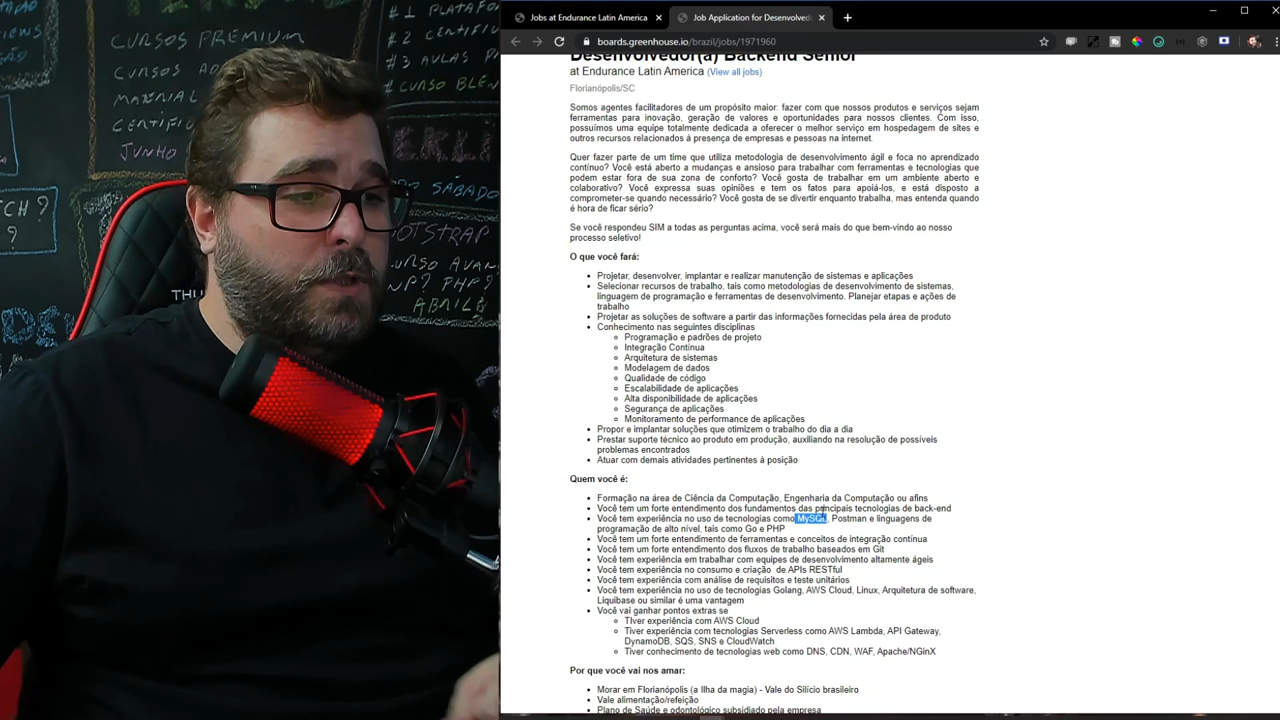 #1 PLATAFO
CURSOS PREMIUM
CURSO BLEN
JUNTO
THU
Jobs at Endurance Latin America
Job Application for Desenvolved
boards.greenhouse.io/brazil/jobs/1971960
Desenvolvedor(a) Backend Sênior
at Endurance Latin America (View all jobs)
Florianópolis/SC
Somos agentes facilitadores de um propósito maior: fazer com que nossos produtos e serviços sejam
ferramentas para inovação, geração de valores e oportunidades para nossos clientes. Com isso,
possuímos uma equipe totalmente dedicada a oferecer o melhor serviço em hospedagem de sites e
outros recursos relacionados à presença de empresas e pessoas na internet.
Quer fazer parte de um time que utiliza metodologia de desenvolvimento ágil e foca no aprendizado
contínuo? Você está aberto a mudanças e ansioso para trabalhar com ferramentas e tecnologias que
podem estar fora de sua zona de conforto? Você gosta de trabalhar em um ambiente aberto e
colaborativo? Você expressa suas opiniões e tem os fatos para apoiá-los, e está disposto a
comprometer-se quando necessário? Você gosta de se divertir enquanto trabalha, mas entenda quando
é hora de ficar sério?
Se você respondeu SIM a todas as perguntas acima, você será mais do que bem-vindo ao nosso
processo seletivo!
O que você fará:
Projetar, desenvolver, implantar e realizar manutenção de sistemas e aplicações
Selecionar recursos de trabalho, tais como metodologias de desenvolvimento de sistemas,
linguagem de programação e ferramentas de desenvolvimento. Planejar etapas e ações de
trabalho
Projetar as soluções de software a partir das informações fornecidas pela área de produto
Conhecimento nas seguintes disciplinas
Programação e padrões de projeto
Integração Contínua
Arquitetura de sistemas
Modelagem de dados
Qualidade de código
Escalabilidade de aplicações
Alta disponibilidade de aplicações
Segurança de aplicações
Monitoramento de performance de aplicações
Propor e implantar soluções que otimizem o trabalho do dia a dia
Prestar suporte técnico ao produto em produção, auxiliando na resolução de possíveis
problemas encontrados
Atuar com demais atividades pertinentes à posição
Quem você é:
Formação na área de Ciência da Computação, Engenharia da Computação ou afins
Você tem um forte entendimento dos fundamentos das principais tecnologias de back-end
Você tem experiência no uso de tecnologias como MySQL, Postman e linguagens de
programação de alto nível, tais como Go e PHP
Você tem um forte entendimento de ferramentas e conceitos de integração contínua
Você tem um forte entendimento dos fluxos de trabalho baseados em Git
Você tem experiência em trabalhar com equipes de desenvolvimento altamente ágeis
Você tem experiência no consumo e criação de APIs RESTful
Você tem experiência com análise de requisitos e teste unitários
Você tem experiência no uso de tecnologias Golang, AWS Cloud, Linux, Arquitetura de software,
Liquibase ou similar é uma vantagem
Você vai ganhar pontos extras se
TIver experiência com AWS Cloud
Tiver experiência com tecnologias Serverless como AWS Lambda, API Gateway,
DynamoDB, SQS, SNS e CloudWatch
Tiver conhecimento de tecnologias web como DNS, CDN, WAF, Apache/NGinX
Por que você vai nos amar:
Morar em Florianópolis (a Ilha da magia) - Vale do Silício brasileiro
Vale alimentação/refeição
Plano de Saúde e odontológico subsidiado pela empresa